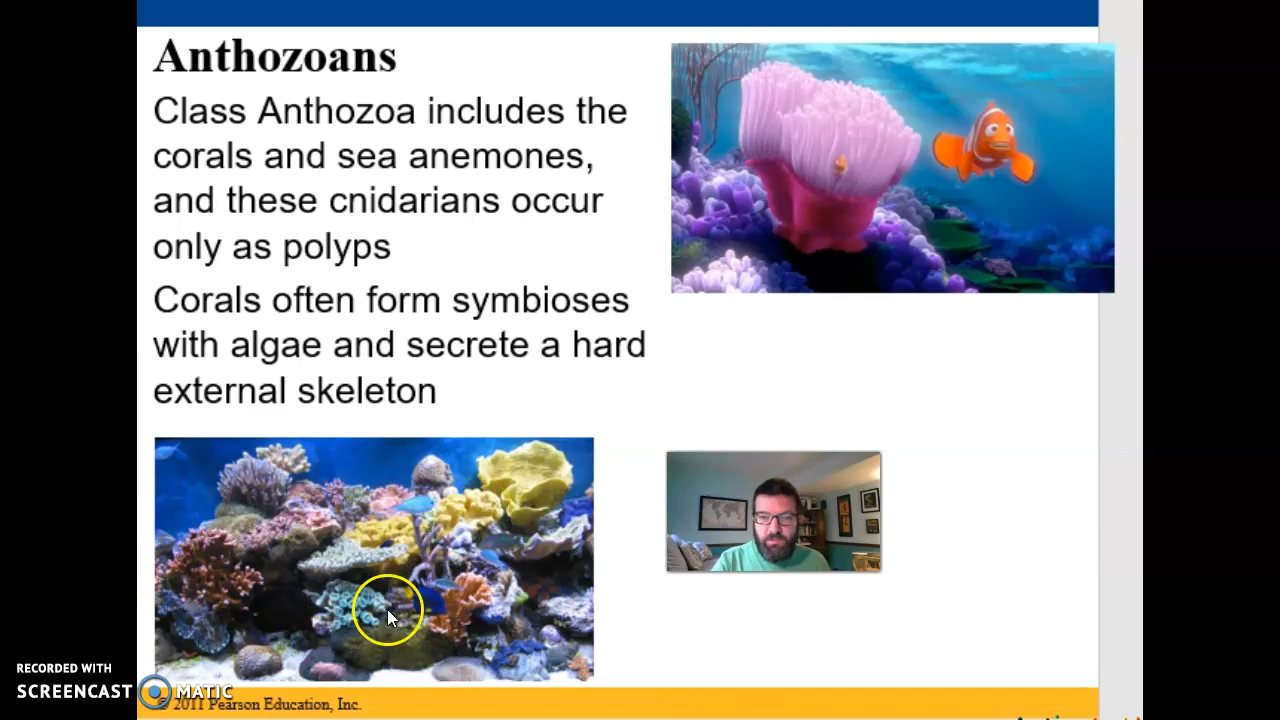 Anthozoans
Class Anthozoa includes the
corals and sea anemones,
and these cnidarians occur
only as polyps
Corals often form symbioses
with algae and secrete a hard
external skeleton
RECORDED WITH
SCREENCAST MATIC
© 2011 Pearson Education, Inc.